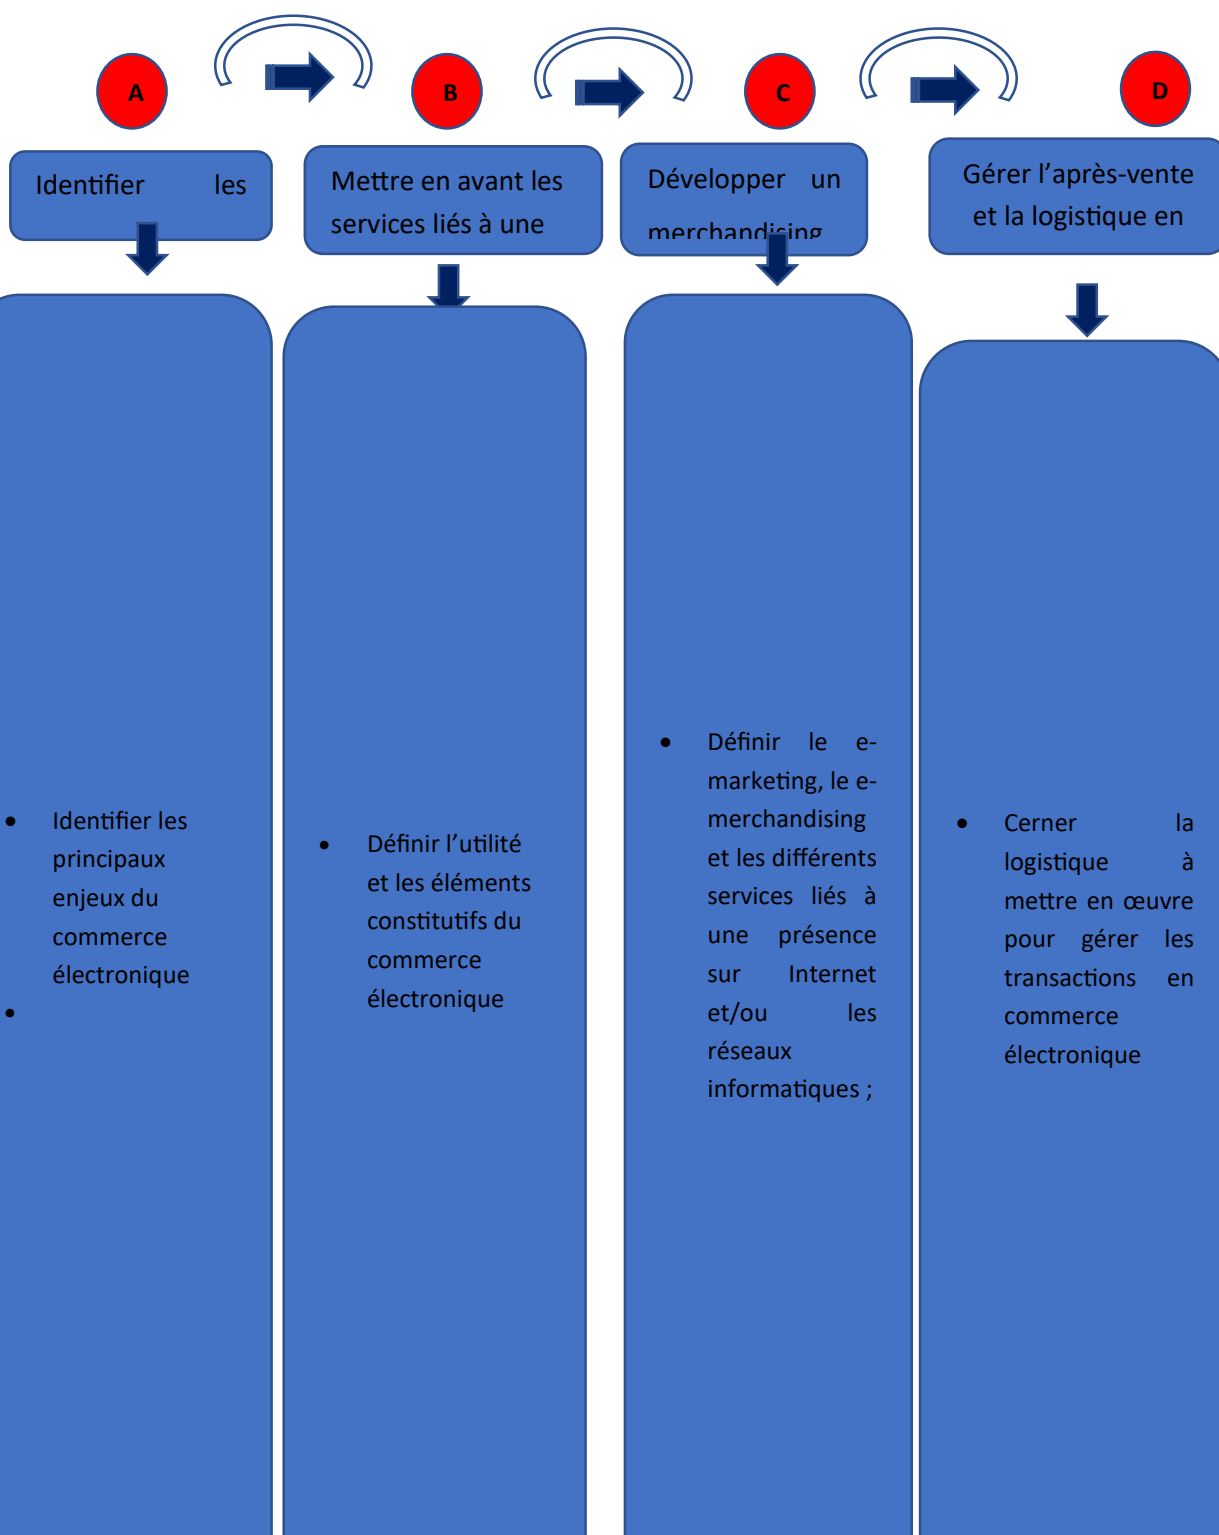 A
B
C
D
Identifier les
Mettre en avant les
services liés à une
Développer un
merchandising
Gérer l'après-vente
et la logistique en
• Identifier les
principaux
enjeux du
commerce
électronique
•
• Définir l'utilité
et les éléments
constitutifs du
commerce
électronique
• Définir le e-
marketing, le e-
merchandising
et les différents
services liés à
une présence
sur Internet
et/ou les
réseaux
informatiques ;
• Cerner la
logistique à
mettre en œuvre
pour gérer les
transactions en
commerce
électronique